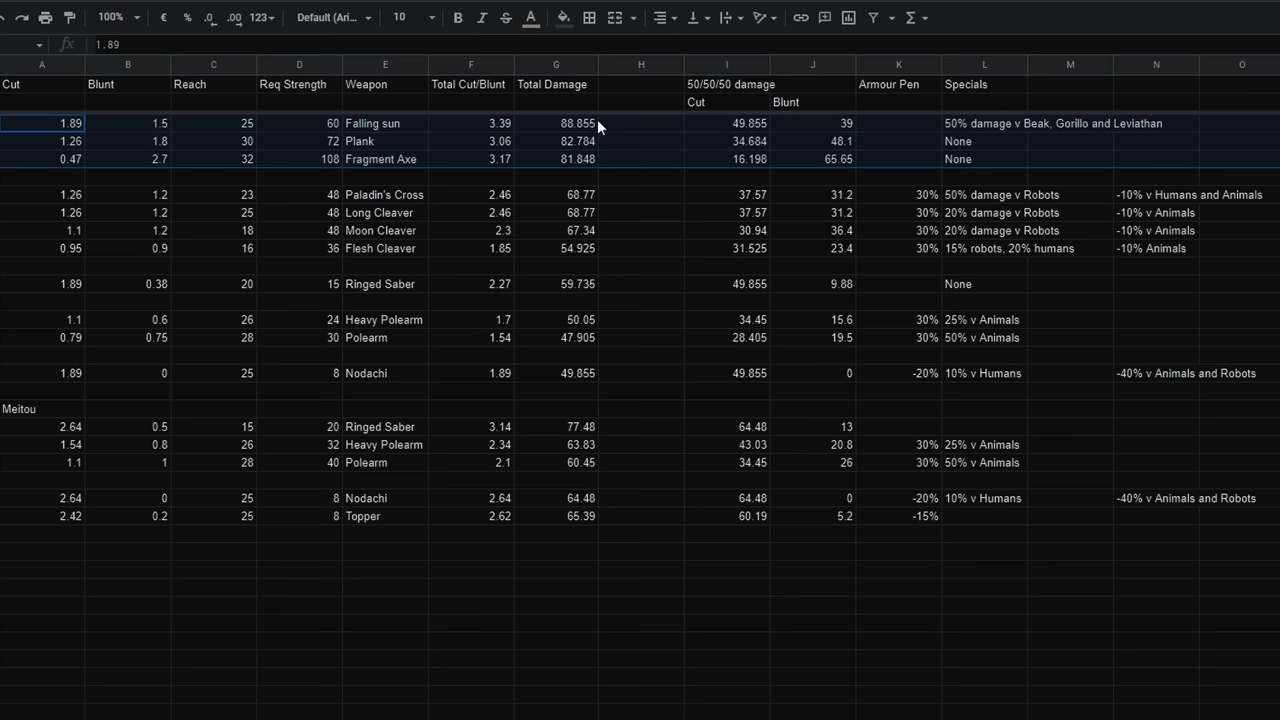 100% € % .0 .00 123 Default (Ari... 10 B I S A
fx 1.89
A B C D E F G H I J K L M N O
Cut Blunt Reach Req Strength Weapon Total Cut/Blunt Total Damage 50/50/50 damage Armour Pen Specials
Cut Blunt
1.89 1.5 25 60 Falling sun 3.39 88.855 49.855 39 50% damage v Beak, Gorillo and Leviathan
1.26 1.8 30 72 Plank 3.06 82.784 34.684 48.1 None
0.47 2.7 32 108 Fragment Axe 3.17 81.848 16.198 65.65 None
1.26 1.2 23 48 Paladin's Cross 2.46 68.77 37.57 31.2 30% 50% damage v Robots -10% v Humans and Animals
1.26 1.2 25 48 Long Cleaver 2.46 68.77 37.57 31.2 30% 20% damage v Robots -10% v Animals
1.1 1.2 18 48 Moon Cleaver 2.3 67.34 30.94 36.4 30% 20% damage v Robots -10% v Animals
0.95 0.9 16 36 Flesh Cleaver 1.85 54.925 31.525 23.4 30% 15% robots, 20% humans -10% Animals
1.89 0.38 20 15 Ringed Saber 2.27 59.735 49.855 9.88 None
1.1 0.6 26 24 Heavy Polearm 1.7 50.05 34.45 15.6 30% 25% v Animals
0.79 0.75 28 30 Polearm 1.54 47.905 28.405 19.5 30% 50% v Animals
1.89 0 25 8 Nodachi 1.89 49.855 49.855 0 -20% 10% v Humans -40% v Animals and Robots
Meitou
2.64 0.5 15 20 Ringed Saber 3.14 77.48 64.48 13
1.54 0.8 26 32 Heavy Polearm 2.34 63.83 43.03 20.8 30% 25% v Animals
1.1 1 28 40 Polearm 2.1 60.45 34.45 26 30% 50% v Animals
2.64 0 25 8 Nodachi 2.64 64.48 64.48 0 -20% 10% v Humans -40% v Animals and Robots
2.42 0.2 25 8 Topper 2.62 65.39 60.19 5.2 -15%